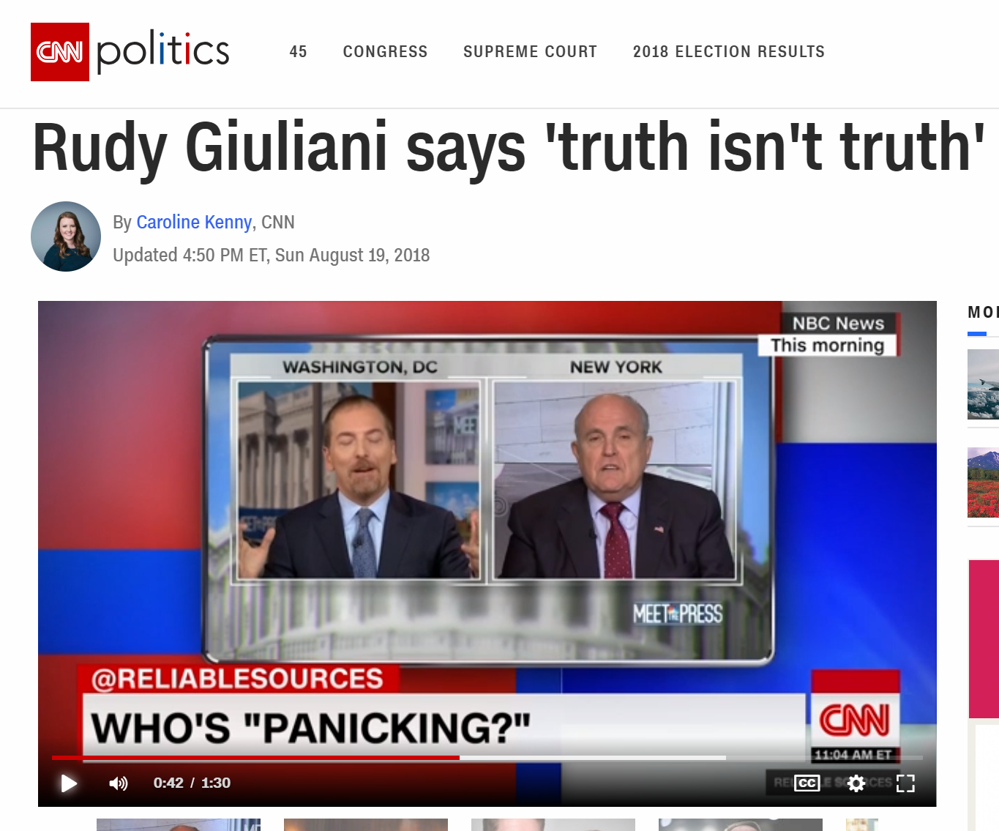 CNN politics
45 CONGRESS SUPREME COURT 2018 ELECTION RESULTS
Rudy Giuliani says 'truth isn't truth'
By Caroline Kenny, CNN
Updated 4:50 PM ET, Sun August 19, 2018
NBC News
This morning
WASHINGTON, DC
NEW YORK
MEET THE PRESS
@RELIABLESOURCES
WHO'S "PANICKING?"
CNN
11:04 AM ET
0:42 / 1:30
CC